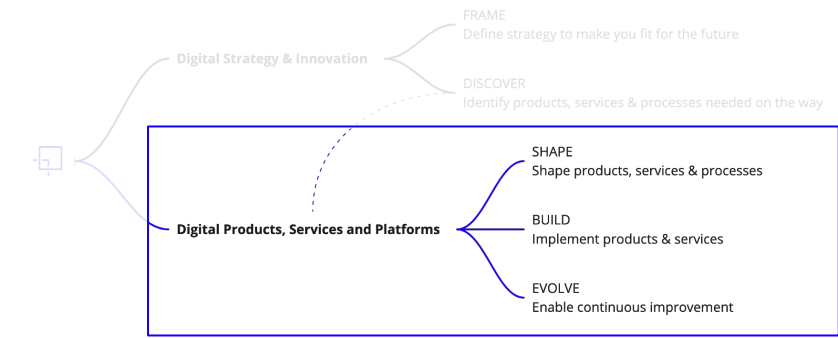 FRAME
Define strategy to make you fit for the future
Digital Strategy & Innovation
DISCOVER
Identify products, services & processes needed on the way
SHAPE
Shape products, services & processes
BUILD
Digital Products, Services and Platforms
Implement products & services
EVOLVE
Enable continuous improvement